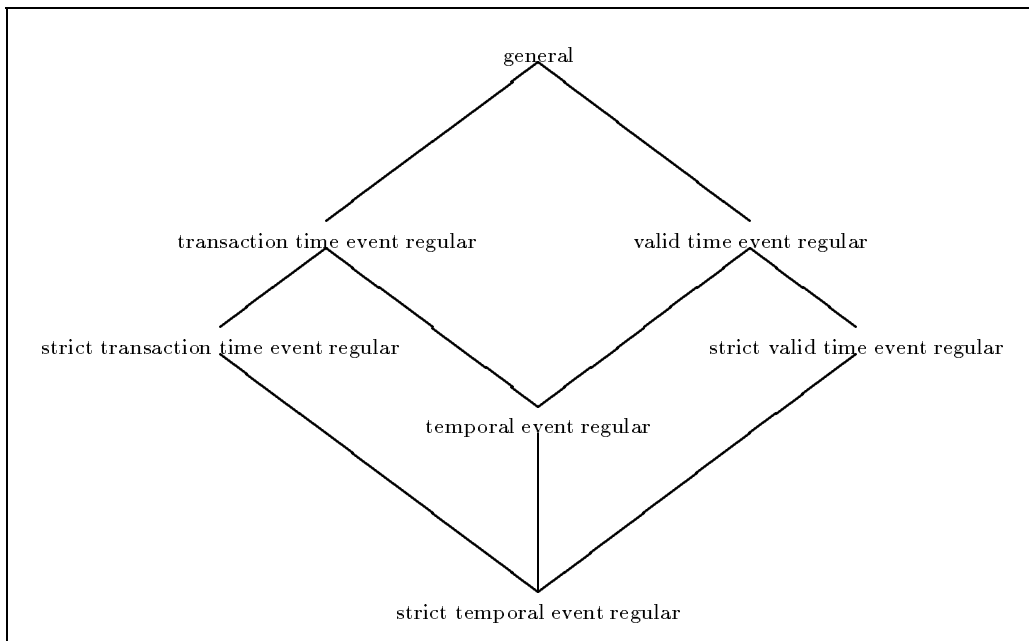 general
transaction time event regular
valid time event regular
strict transaction time event regular
strict valid time event regular
temporal event regular
strict temporal event regular